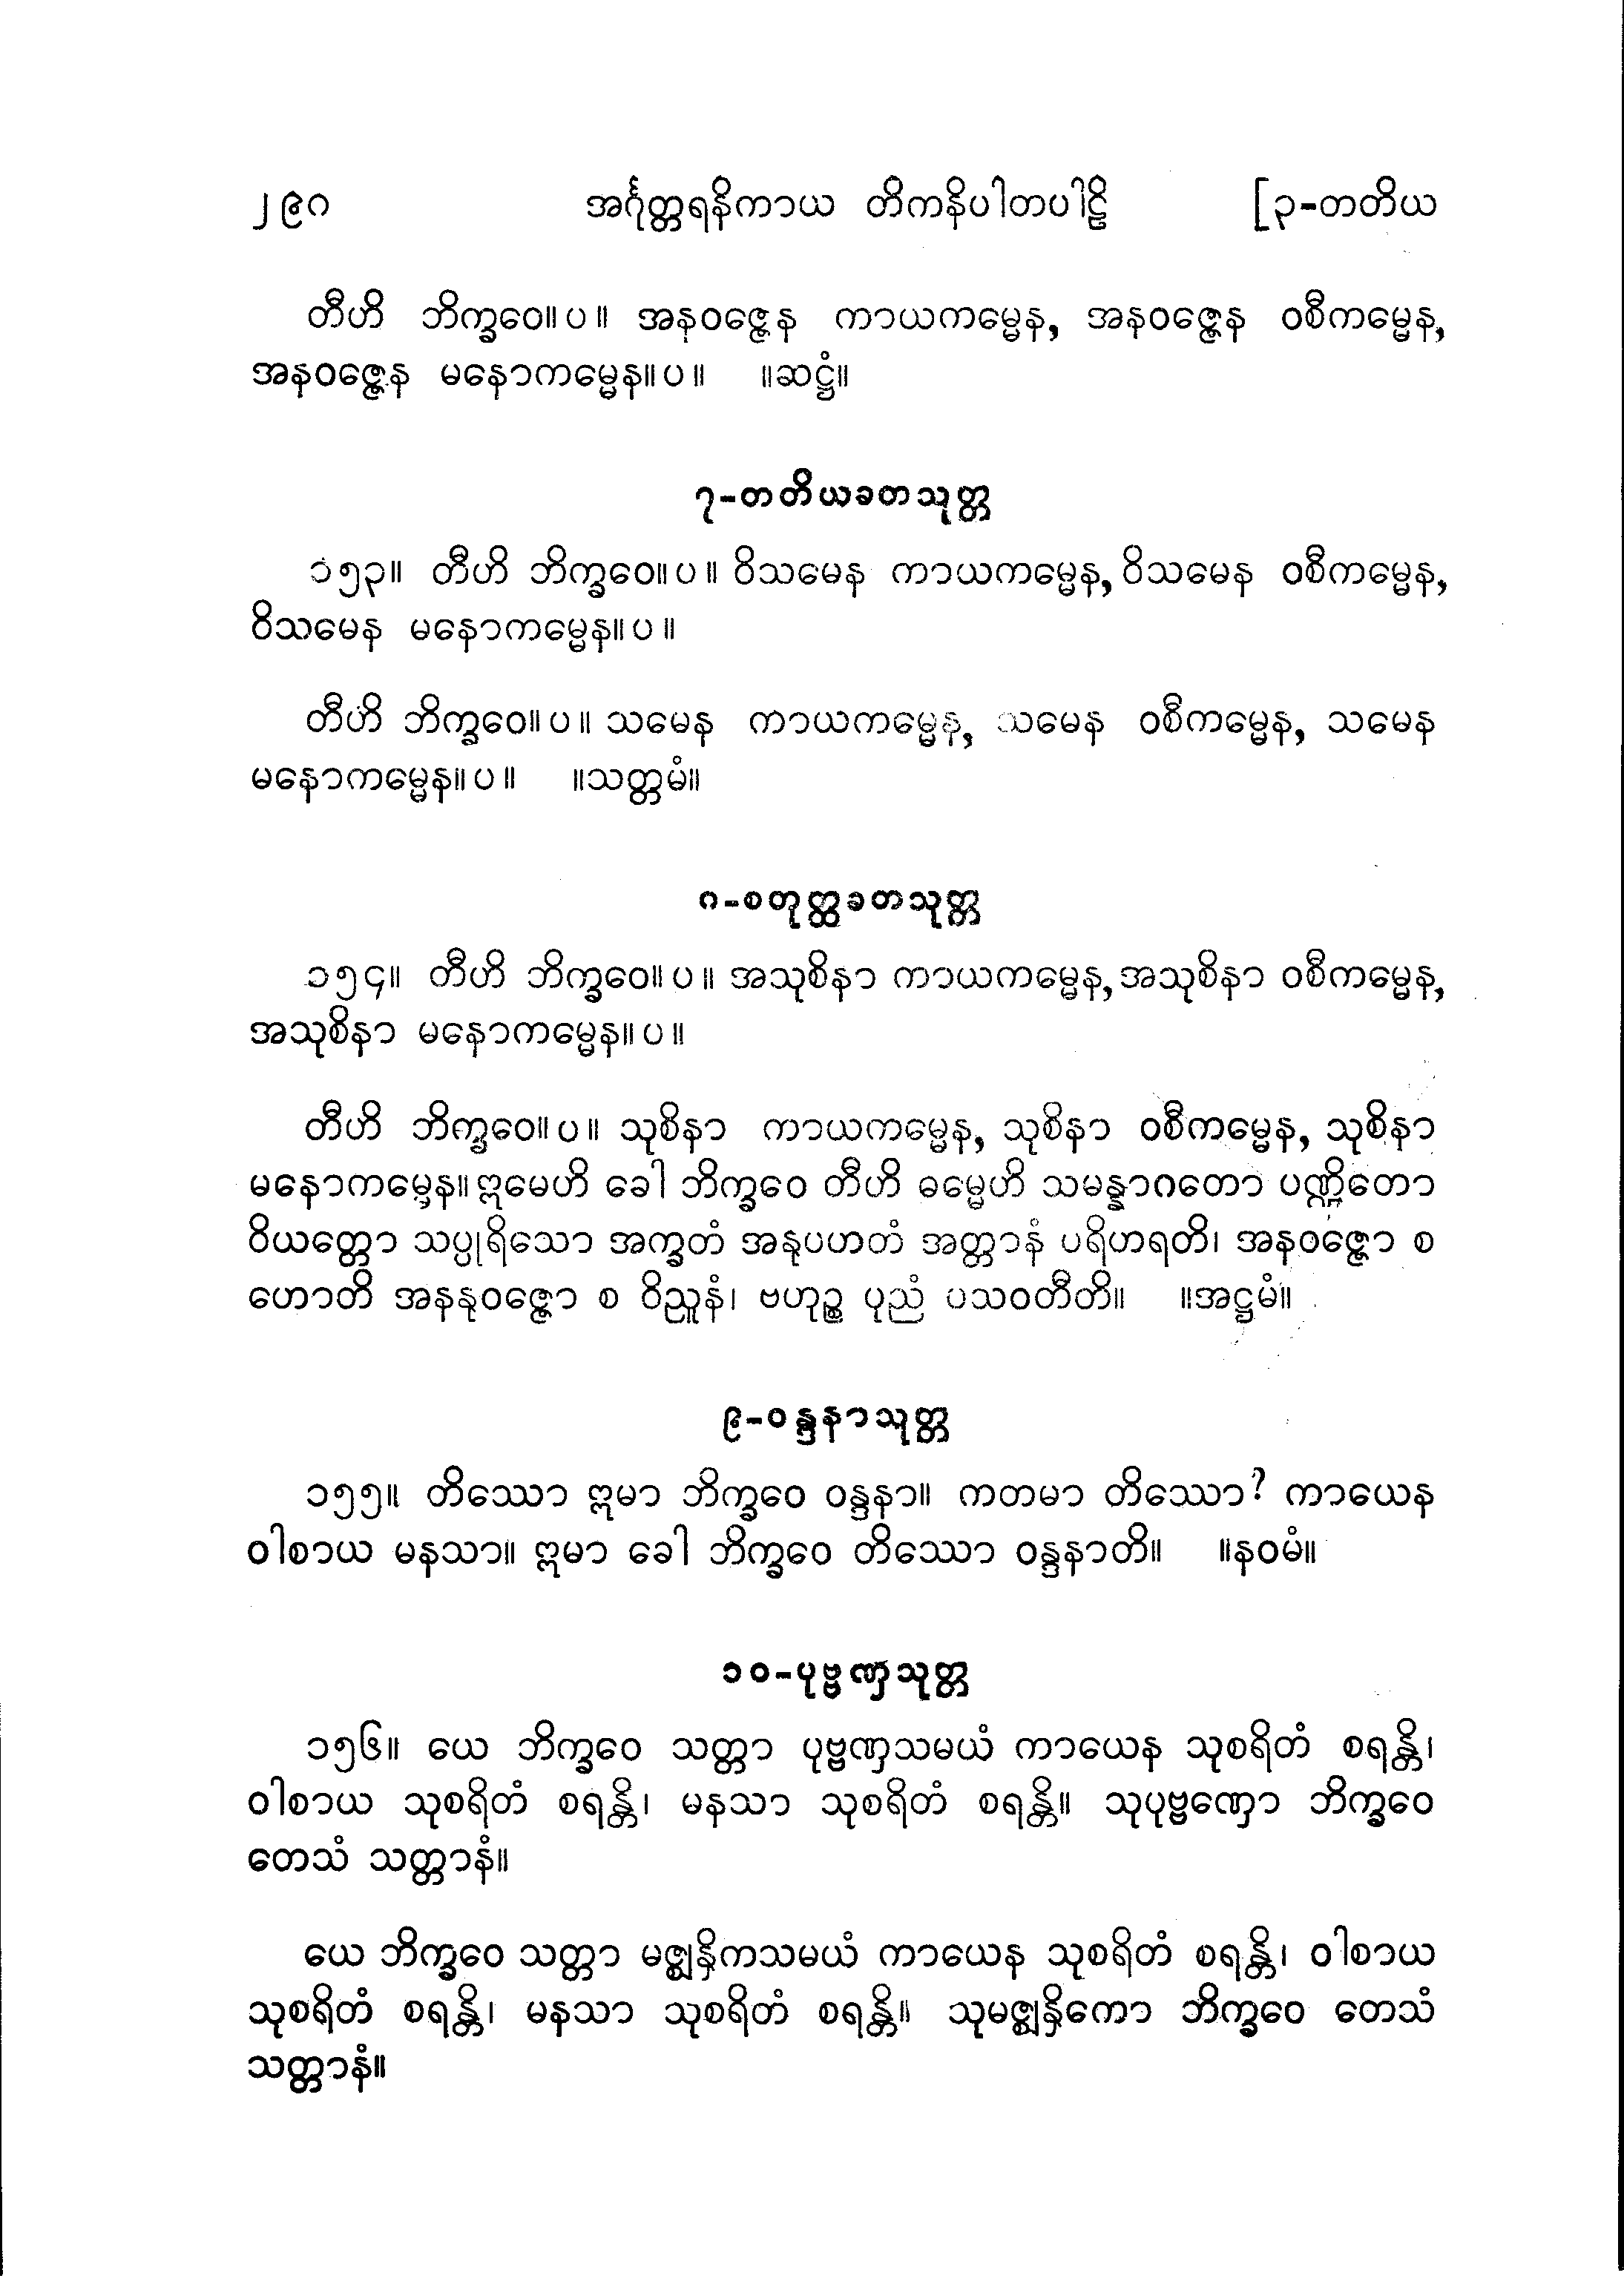 ၂၉၈ အင်္ဂုတ္တရနိကာယ တိကနိပါတပါဠိ [၃-တတိယ
တီဟိ ဘိက္ခဝေ။ပ။ အနဝဇ္ဇေန ကာယကမ္မေန, အနဝဇ္ဇေန ဝစီကမ္မေန,
အနဝဇ္ဇေန မနောကမ္မေန။ပ။ ။ဆဋ္ဌံ။
၇-တတိယခတသုတ္တ
၁၅၃။ တီဟိ ဘိက္ခဝေ။ပ။ ဝိသမေန ကာယကမ္မေန, ဝိသမေန ဝစီကမ္မေန,
ဝိသမေန မနောကမ္မေန။ပ။
တီဟိ ဘိက္ခဝေ။ပ။ သမေန ကာယကမ္မေန, သမေန ဝစီကမ္မေန, သမေန
မနောကမ္မေန။ပ။ ။သတ္တမံ။
၈-စတုတ္ထခတသုတ္တ
၁၅၄။ တီဟိ ဘိက္ခဝေ။ပ။ အသုစိနာ ကာယကမ္မေန, အသုစိနာ ဝစီကမ္မေန,
အသုစိနာ မနောကမ္မေန။ပ။
တီဟိ ဘိက္ခဝေ။ပ။ သုစိနာ ကာယကမ္မေန, သုစိနာ ဝစီကမ္မေန, သုစိနာ
မနောကမ္မေန။ ဣမေဟိ ခေါ ဘိက္ခဝေ တီဟိ ဓမ္မေဟိ သမန္နာဂတော ပဏ္ဍိတော
ဝိယတ္တော သပ္ပုရိသော အက္ခတံ အနုပဟတံ အတ္တာနံ ပရိဟရတိ၊ အနဝဇ္ဇော စ
ဟောတိ အနနုဝဇ္ဇော စ ဝိညူနံ၊ ဗဟုဉ္စ ပုညံ ပသဝတီတိ။ ။အဋ္ဌမံ။
၉-ဝန္ဒနာသုတ္တ
၁၅၅။ တိဿော ဣမာ ဘိက္ခဝေ ဝန္ဒနာ။ ကတမာ တိဿော? ကာယေန
ဝါစာယ မနသာ။ ဣမာ ခေါ ဘိက္ခဝေ တိဿော ဝန္ဒနာတိ။ ။နဝမံ။
၁၀-ပုဗ္ဗဏှသုတ္တ
၁၅၆။ ယေ ဘိက္ခဝေ သတ္တာ ပုဗ္ဗဏှသမယံ ကာယေန သုစရိတံ စရန္တိ၊
ဝါစာယ သုစရိတံ စရန္တိ၊ မနသာ သုစရိတံ စရန္တိ။ သုပုဗ္ဗဏှော ဘိက္ခဝေ
တေသံ သတ္တာနံ။
ယေ ဘိက္ခဝေ သတ္တာ မဇ္ဈန္ှိကသမယံ ကာယေန သုစရိတံ စရန္တိ၊ ဝါစာယ
သုစရိတံ စရန္တိ၊ မနသာ သုစရိတံ စရန္တိ။ သုမဇ္ဈန္ှိကော ဘိက္ခဝေ တေသံ
သတ္တာနံ။